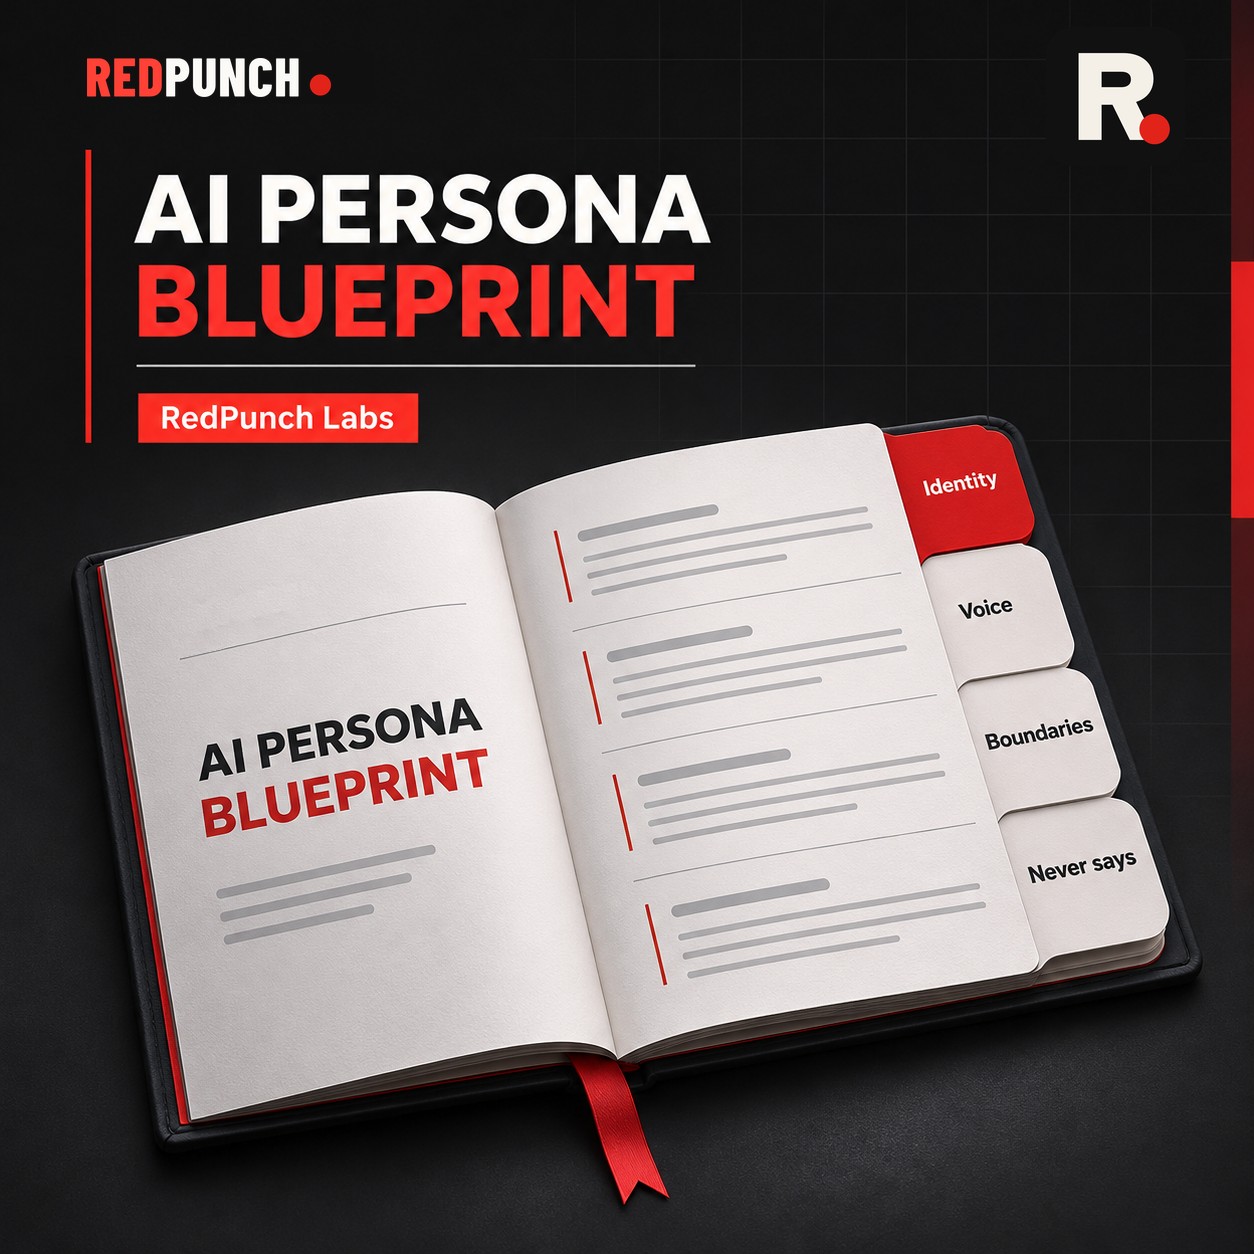 REDPUNCH
R.
AI PERSONA
BLUEPRINT
RedPunch Labs
Identity
Voice
Boundaries
Never says
AI PERSONA
BLUEPRINT